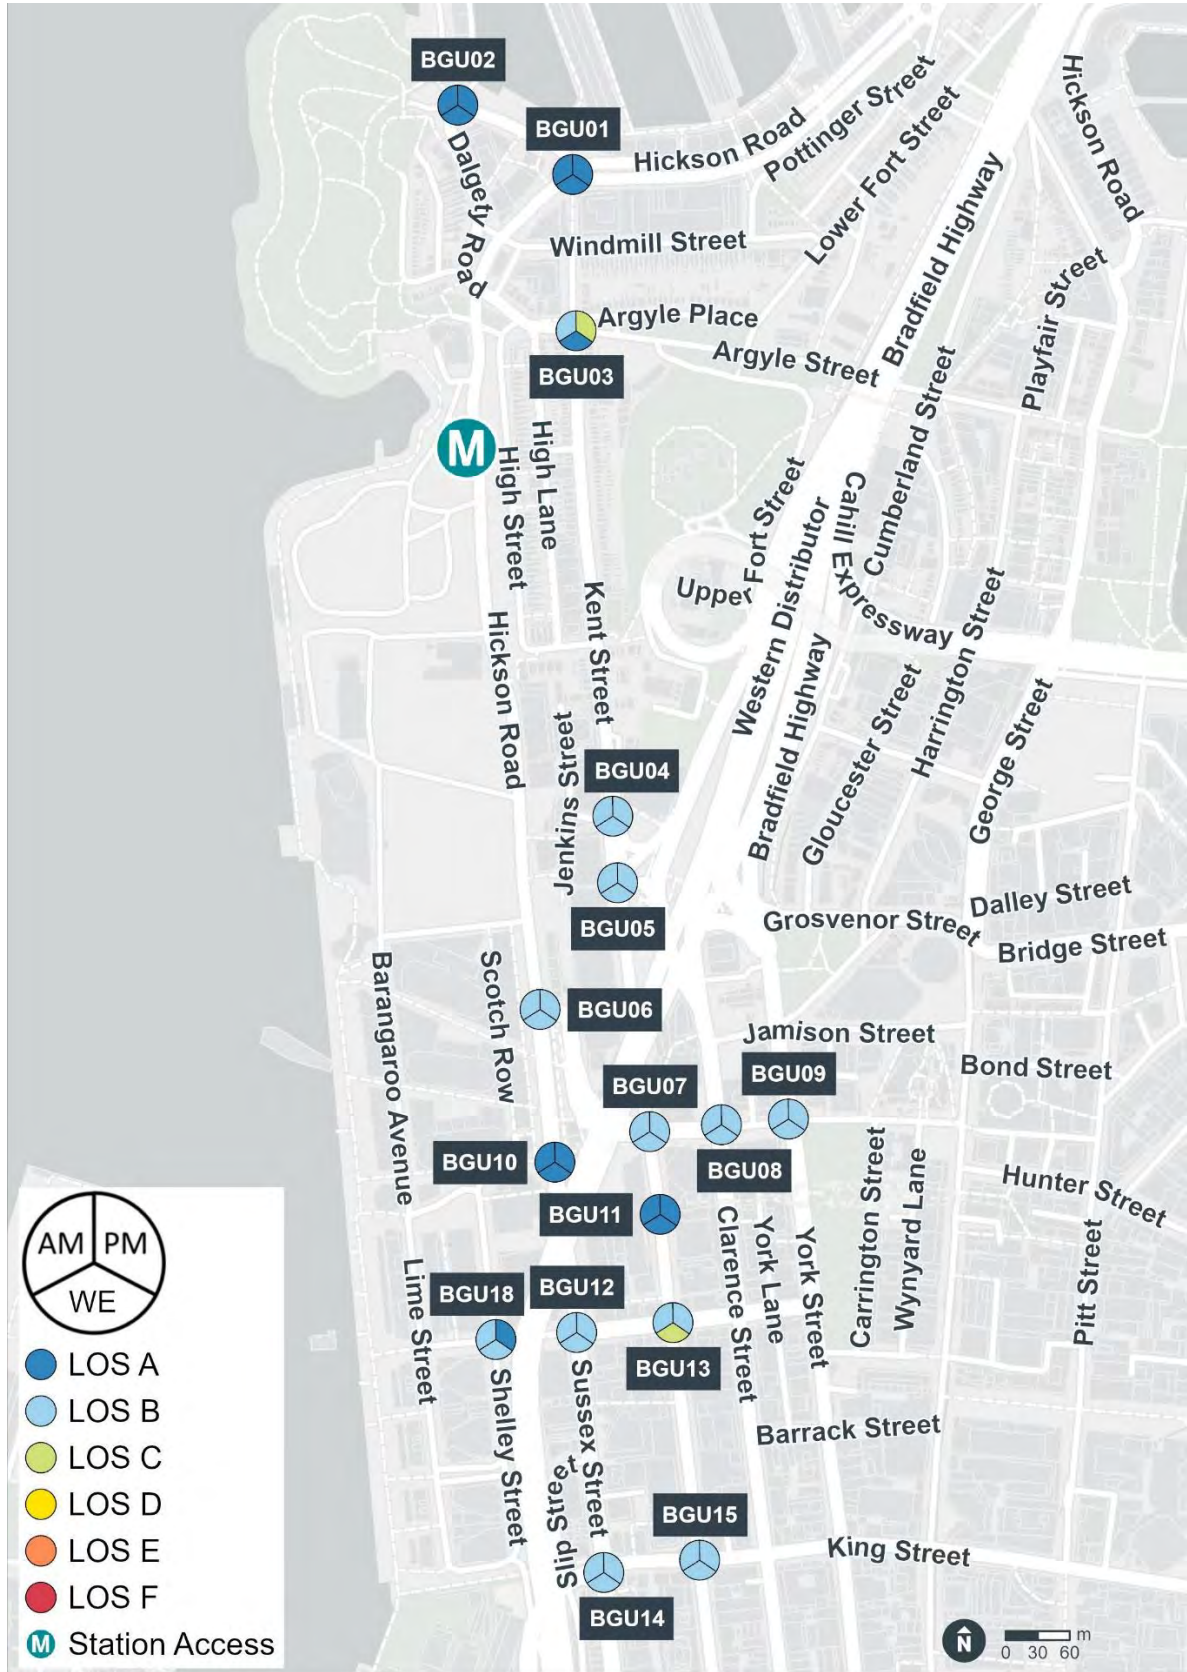 BGU02
BGU01
Hickson Road
Pottinger Street
Lower Fort Street
Hickson Road
Dalgety Road
Windmill Street
Bradfield Highway
Playfair Street
Argyle Place
Argyle Street
BGU03
Cumberland Street
M
High Lane
High Street
Upper Fort Street
Cahill Expressway
Western Distributor
Kent Street
Hickson Road
Harrington Street
Bradfield Highway
Gloucester Street
George Street
Jenkins Street
BGU04
BGU05
Dalley Street
Grosvenor Street
Bridge Street
Barangaroo Avenue
Scotch Row
BGU06
Jamison Street
Bond Street
BGU07
BGU09
BGU10
BGU08
BGU11
Hunter Street
Clarence Street
York Lane
York Street
Carrington Street
Wynyard Lane
Pitt Street
Lime Street
BGU18
BGU12
BGU13
Shelley Street
Sussex Street
Slip Street
Barrack Street
BGU15
King Street
BGU14
AM PM
WE
LOS A
LOS B
LOS C
LOS D
LOS E
LOS F
M Station Access
N
m
0 30 60